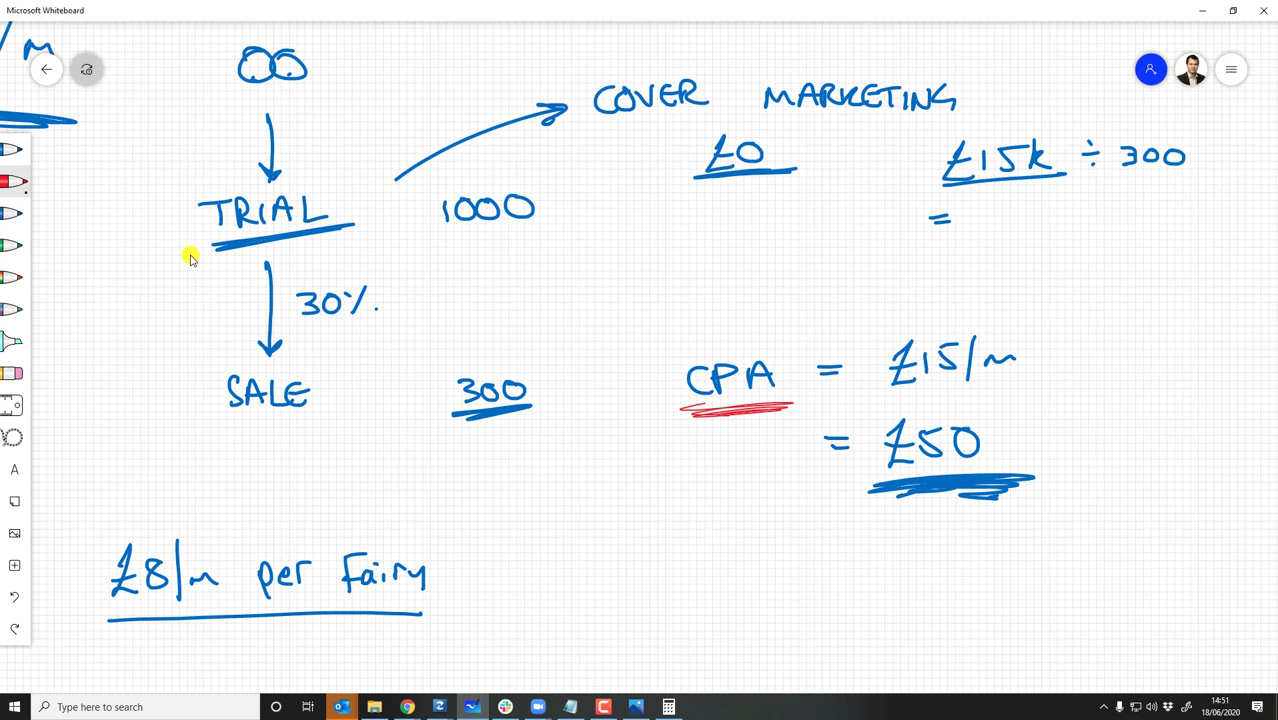 Microsoft Whiteboard
/m
COVER MARKETING
£0
£15k ÷ 300
=
TRIAL 1000
30%.
SALE 300
CPA = £15/m
= £50
£8/m per Fairy
A
Type here to search
14:51
18/06/2020